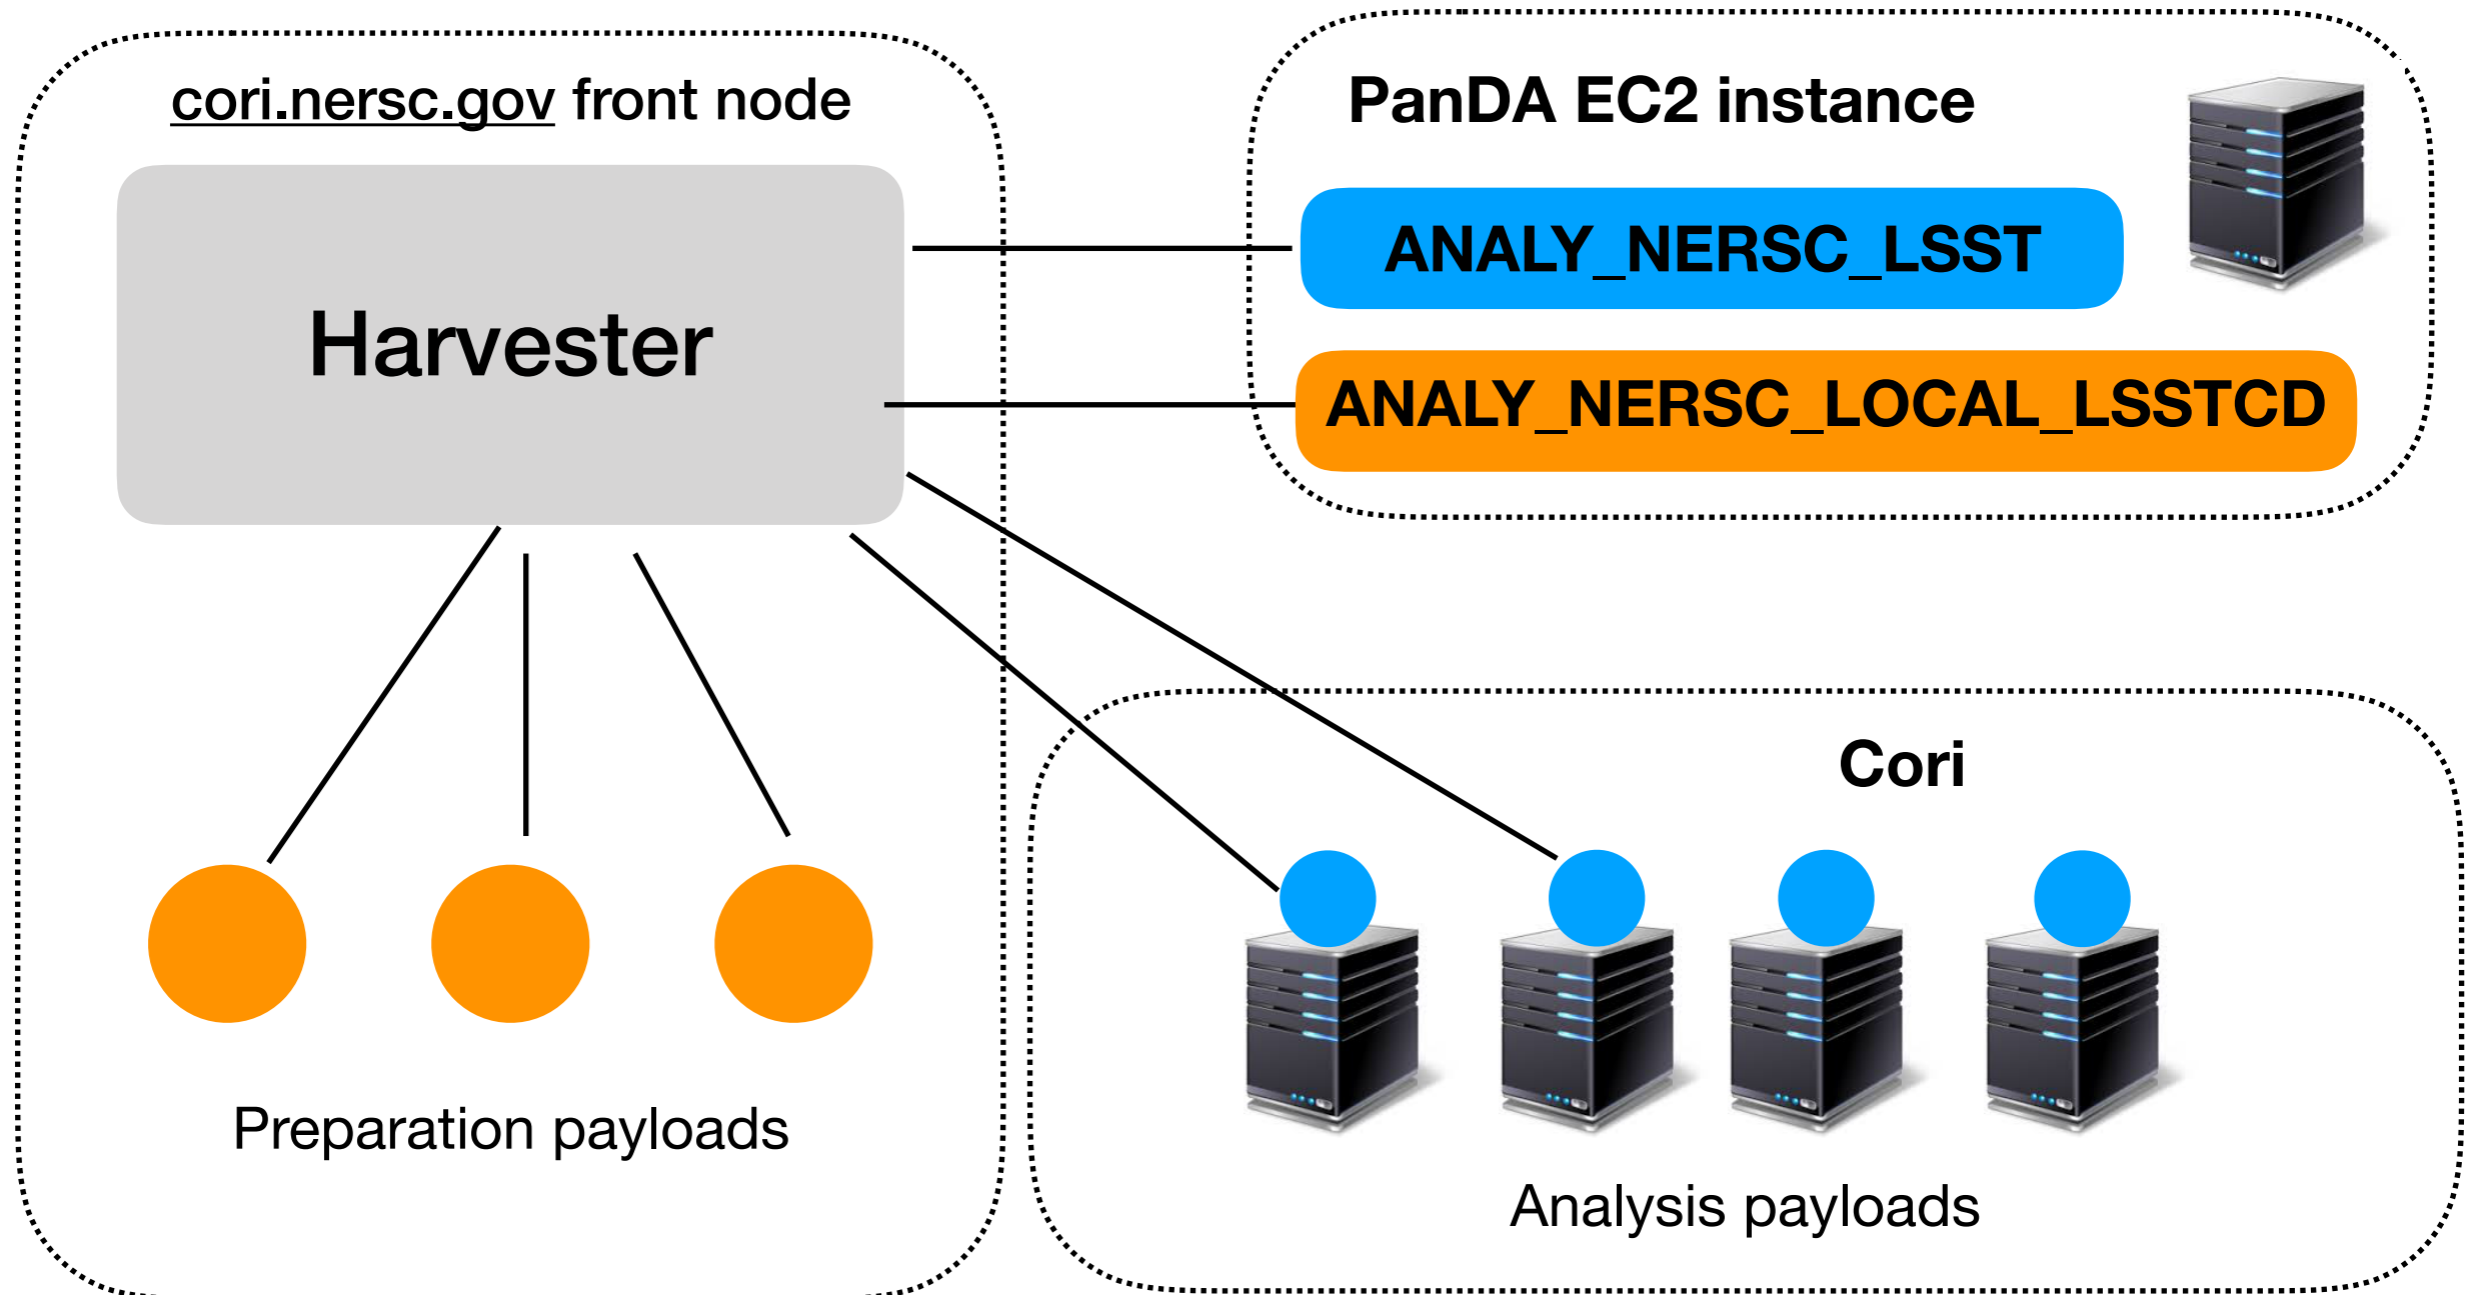 cori.nersc.gov front node
Harvester
Preparation payloads
PanDA EC2 instance
ANALY_NERSC_LSST
ANALY_NERSC_LOCAL_LSSTCD
Cori
Analysis payloads